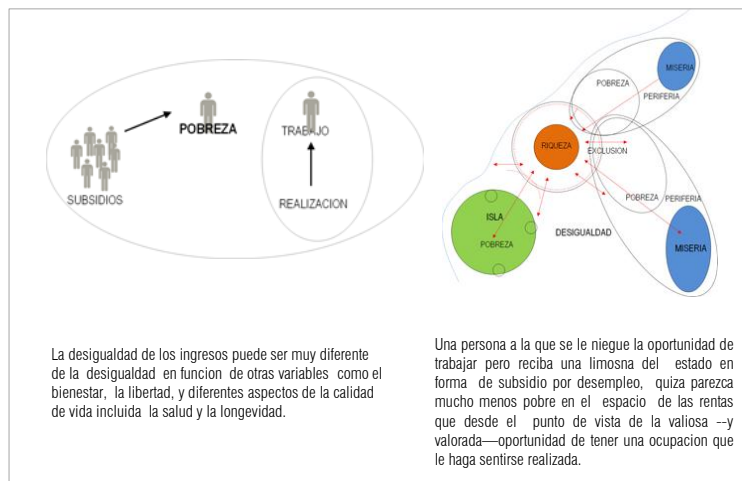 POBREZA
TRABAJO
SUBSIDIOS
REALIZACION
MISERIA
POBREZA
PERIFERIA
RIQUEZA
EXCLUSION
POBREZA
PERIFERIA
ISLA
DESIGUALDAD
POBREZA
MISERIA
La desigualdad de los ingresos puede ser muy diferente
de la desigualdad en funcion de otras variables como el
bienestar, la libertad, y diferentes aspectos de la calidad
de vida incluida la salud y la longevidad.
Una persona a la que se le niegue la oportunidad de
trabajar pero reciba una limosna del estado en
forma de subsidio por desempleo, quiza parezca
mucho menos pobre en el espacio de las rentas
que desde el punto de vista de la valiosa --y
valorada—oportunidad de tener una ocupacion que
le haga sentirse realizada.